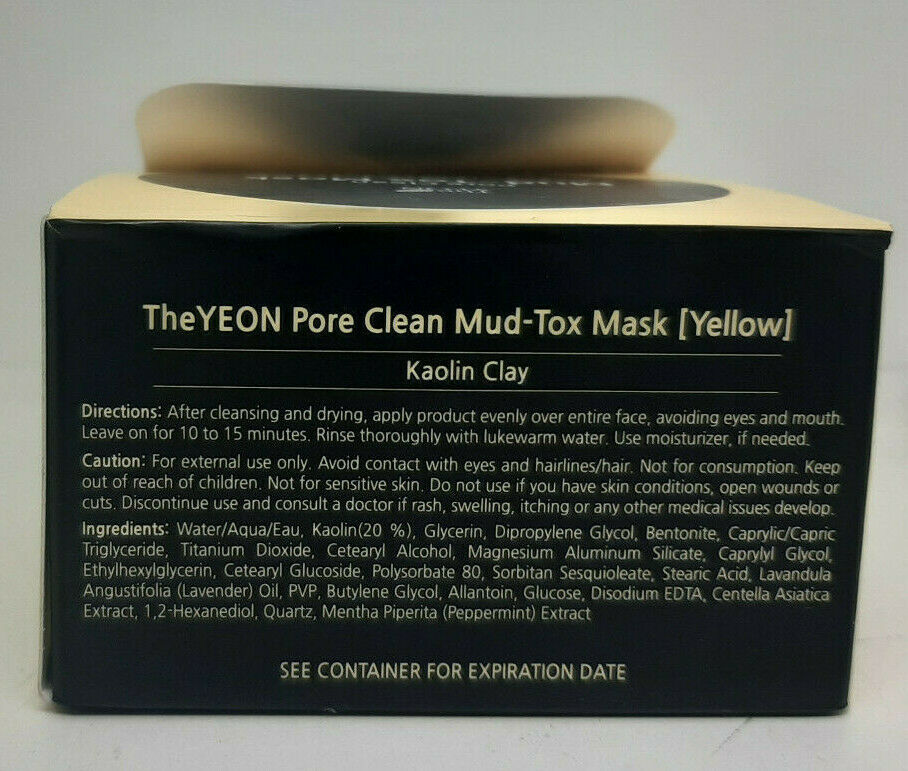 TheYEON Pore Clean Mud-Tox Mask [Yellow]
Kaolin Clay
Directions: After cleansing and drying, apply product evenly over entire face, avoiding eyes and mouth.
Leave on for 10 to 15 minutes. Rinse thoroughly with lukewarm water. Use moisturizer, if needed.
Caution: For external use only. Avoid contact with eyes and hairlines/hair. Not for consumption. Keep
out of reach of children. Not for sensitive skin. Do not use if you have skin conditions, open wounds or
cuts. Discontinue use and consult a doctor if rash, swelling, itching or any other medical issues develop.
Ingredients: Water/Aqua/Eau, Kaolin(20 %), Glycerin, Dipropylene Glycol, Bentonite, Caprylic/Capric
Triglyceride, Titanium Dioxide, Cetearyl Alcohol, Magnesium Aluminum Silicate, Caprylyl Glycol,
Ethylhexylglycerin, Cetearyl Glucoside, Polysorbate 80, Sorbitan Sesquioleate, Stearic Acid, Lavandula
Angustifolia (Lavender) Oil, PVP, Butylene Glycol, Allantoin, Glucose, Disodium EDTA, Centella Asiatica
Extract, 1,2-Hexanediol, Quartz, Mentha Piperita (Peppermint) Extract
SEE CONTAINER FOR EXPIRATION DATE